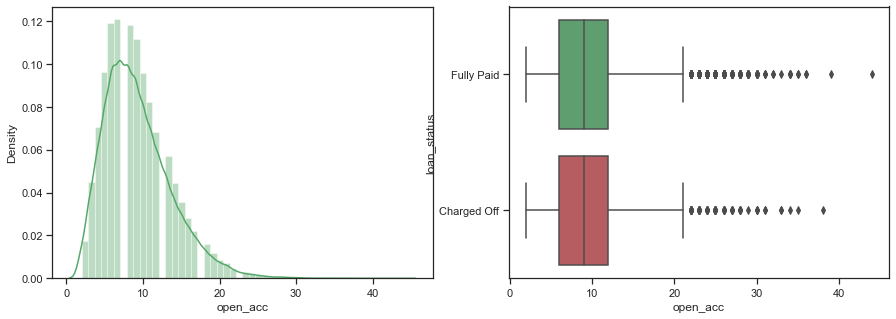 0.12
0.10
0.08
0.06
0.04
0.02
0.00
Density
0 10 20 30 40
open_acc
Fully Paid
Charged Off
loan_status
0 10 20 30 40
open_acc